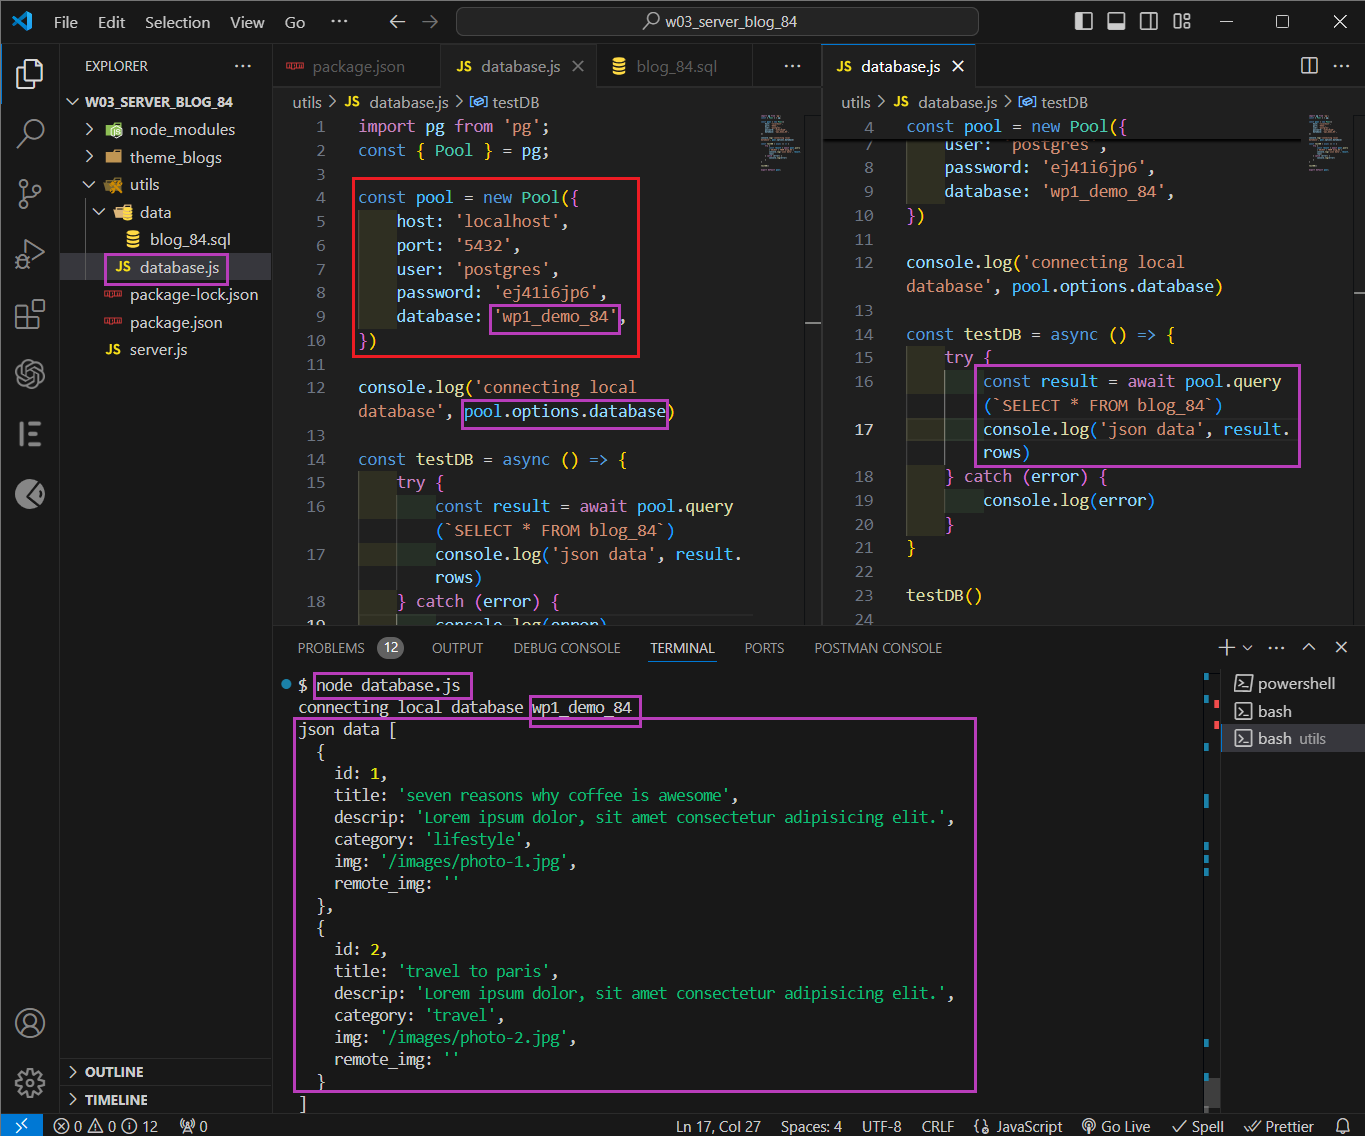 File Edit Selection View Go ··· w03_server_blog_84
EXPLORER ···
W03_SERVER_BLOG_84
node_modules
theme_blogs
utils
data
blog_84.sql
JS database.js
package-lock.json
package.json
JS server.js
OUTLINE
TIMELINE
package.json JS database.js blog_84.sql ···
utils > JS database.js > testDB
1 import pg from 'pg';
2 const { Pool } = pg;
3
4 const pool = new Pool({
5 host: 'localhost',
6 port: '5432',
7 user: 'postgres',
8 password: 'ej41i6jp6',
9 database: 'wp1_demo_84',
10 })
11
12 console.log('connecting local
database', pool.options.database)
13
14 const testDB = async () => {
15 try {
16 const result = await pool.query
(`SELECT * FROM blog_84`)
17 console.log('json data', result.
rows)
18 } catch (error) {
19 console.log(error)
JS database.js ···
utils > JS database.js > testDB
4 const pool = new Pool({
7 user: 'postgres',
8 password: 'ej41i6jp6',
9 database: 'wp1_demo_84',
10 })
11
12 console.log('connecting local
database', pool.options.database)
13
14 const testDB = async () => {
15 try {
16 const result = await pool.query
(`SELECT * FROM blog_84`)
17 console.log('json data', result.
rows)
18 } catch (error) {
19 console.log(error)
20 }
21 }
22
23 testDB()
24
PROBLEMS 12 OUTPUT DEBUG CONSOLE TERMINAL PORTS POSTMAN CONSOLE
$ node database.js
connecting local database wp1_demo_84
json data [
{
id: 1,
title: 'seven reasons why coffee is awesome',
descrip: 'Lorem ipsum dolor, sit amet consectetur adipisicing elit.',
category: 'lifestyle',
img: '/images/photo-1.jpg',
remote_img: ''
},
{
id: 2,
title: 'travel to paris',
descrip: 'Lorem ipsum dolor, sit amet consectetur adipisicing elit.',
category: 'travel',
img: '/images/photo-2.jpg',
remote_img: ''
}
]
powershell
bash
bash utils
0 0 12 0 Ln 17, Col 27 Spaces: 4 UTF-8 CRLF JavaScript Go Live Spell Prettier